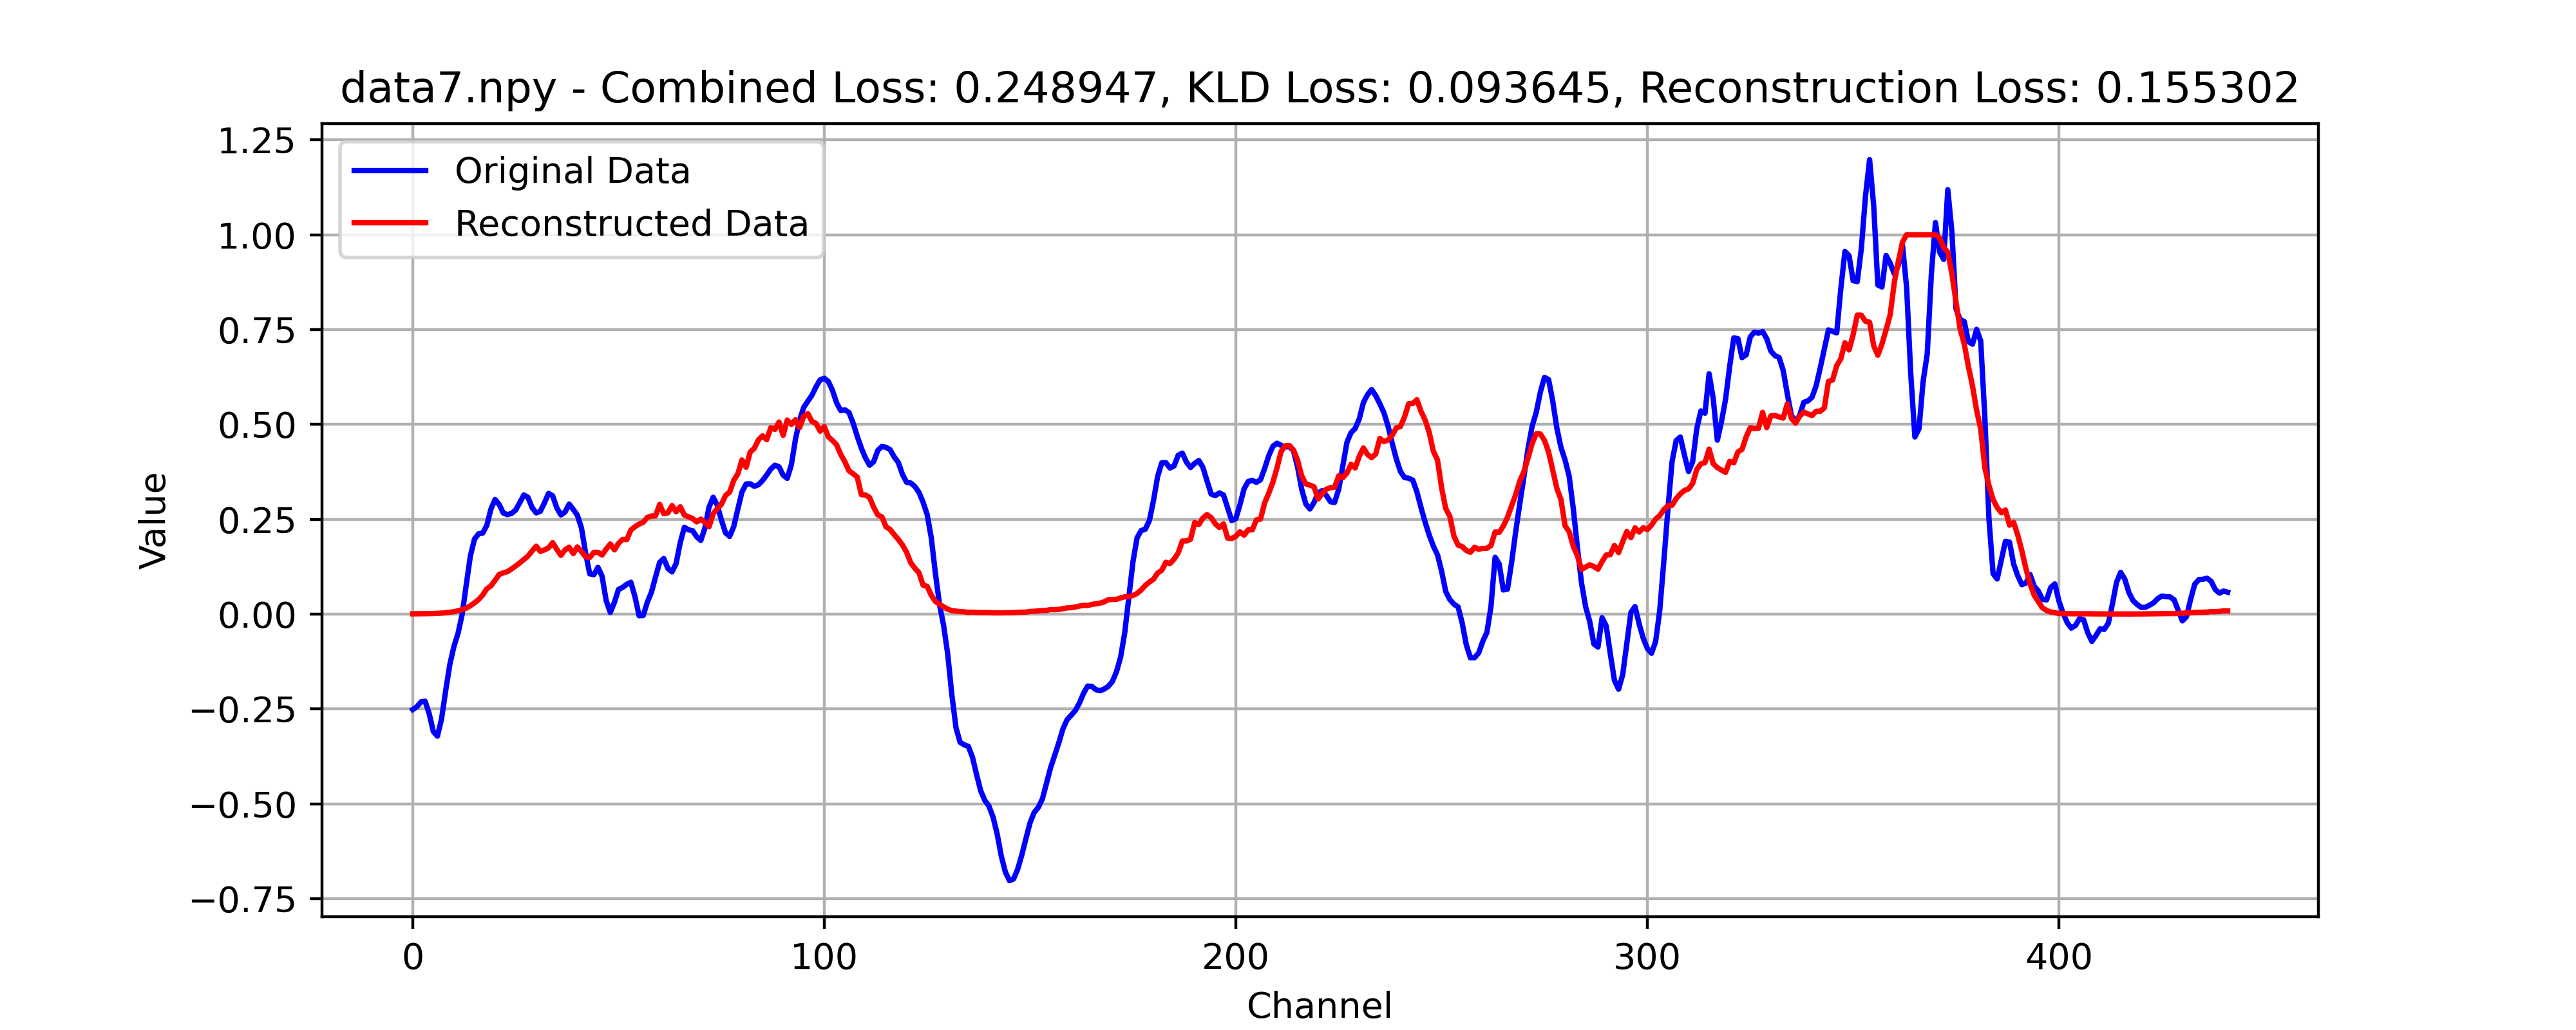 data7.npy - Combined Loss: 0.248947, KLD Loss: 0.093645, Reconstruction Loss: 0.155302
Original Data
Reconstructed Data
1.25
1.00
0.75
0.50
0.25
0.00
−0.25
−0.50
−0.75
Value
0 100 200 300 400
Channel